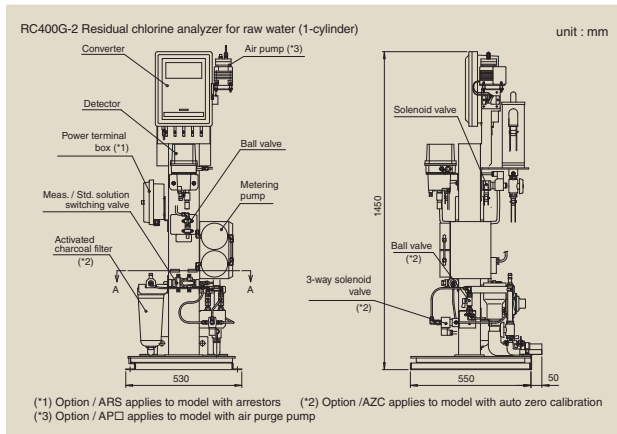 RC400G-2 Residual chlorine analyzer for raw water (1-cylinder)
unit : mm
Converter
Air pump (*3)
Detector
Power terminal
box (*1)
Ball valve
Meas. / Std. solution
switching valve
Metering
pump
Activated
charcoal filter
(*2)
A
A
530
Solenoid valve
1450
Ball valve
(*2)
3-way solenoid
valve
(*2)
550
50
(*1) Option / ARS applies to model with arrestors
(*2) Option /AZC applies to model with auto zero calibration
(*3) Option / AP□ applies to model with air purge pump